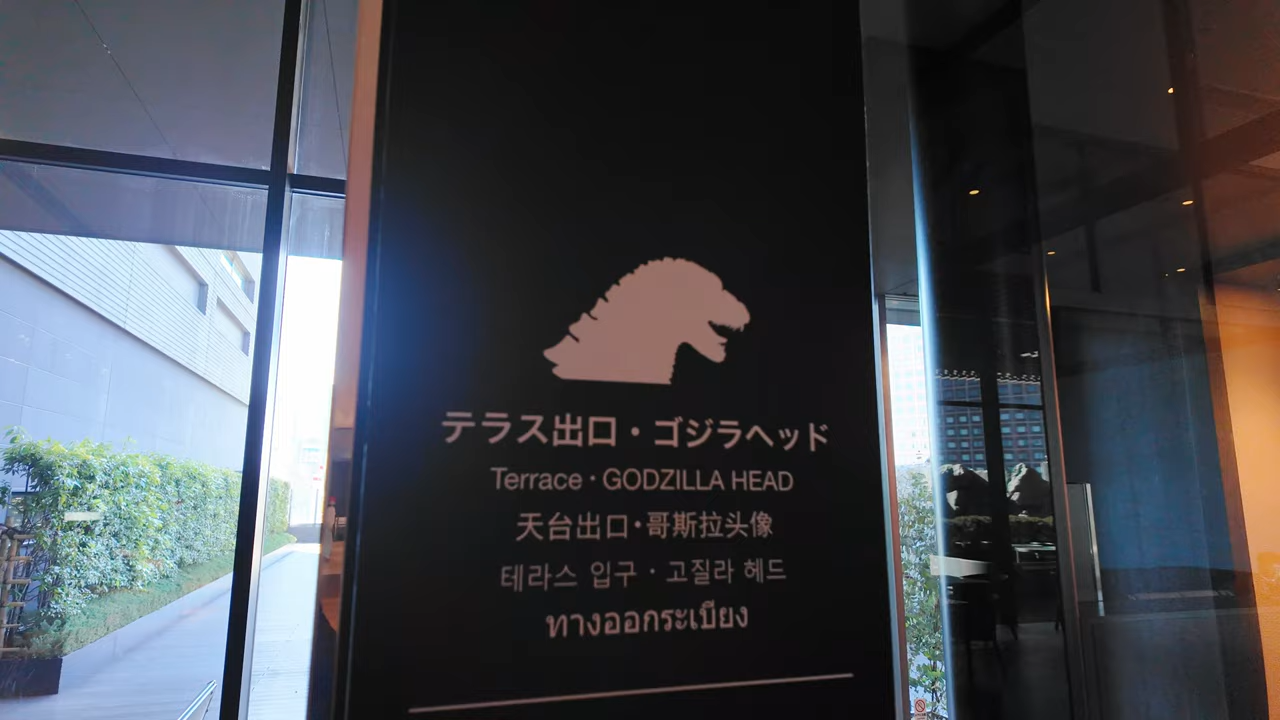 テラス出口・ゴジラヘッド
Terrace・GODZILLA HEAD
天台出口・哥斯拉头像
테라스 입구・고질라 헤드
ทางออกระเบียง